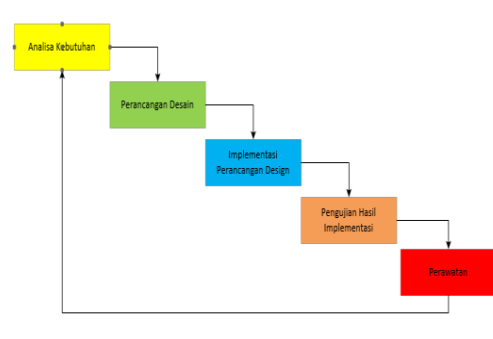 Analisa Kebutuhan
Perancangan Desain
Implementasi
Perancangan Design
Pengujian Hasil
Implementasi
Perawatan